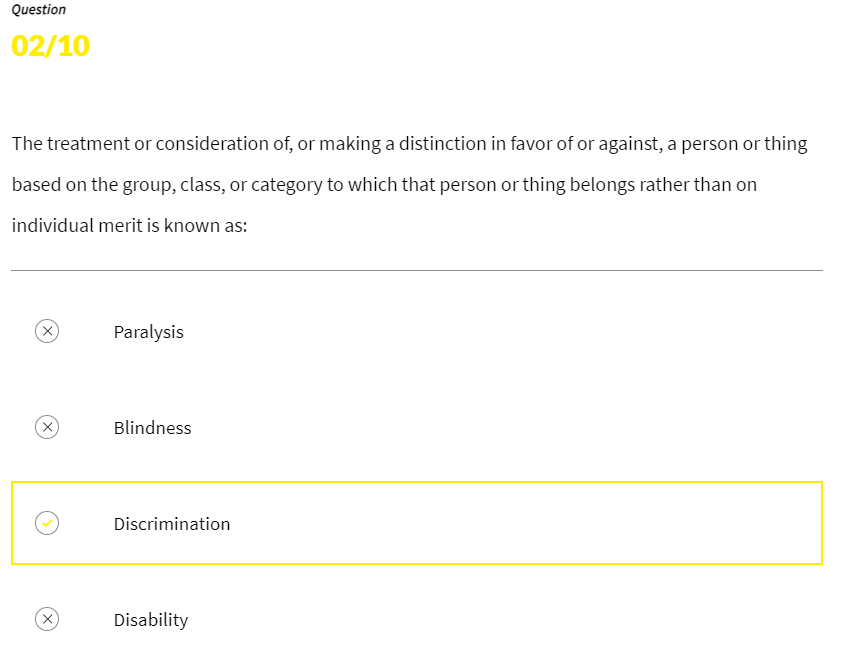 Question
02/10
The treatment or consideration of, or making a distinction in favor of or against, a person or thing
based on the group, class, or category to which that person or thing belongs rather than on
individual merit is known as:
Paralysis
Blindness
Discrimination
Disability